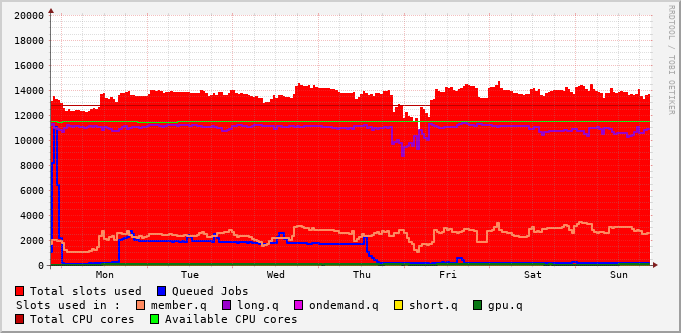 20000
18000
16000
14000
12000
10000
8000
6000
4000
2000
0
Mon Tue Wed Thu Fri Sat Sun
RRDTOOL / TOBI OETIKER
Total slots used Queued Jobs
Slots used in : member.q long.q ondemand.q short.q gpu.q
Total CPU cores Available CPU cores